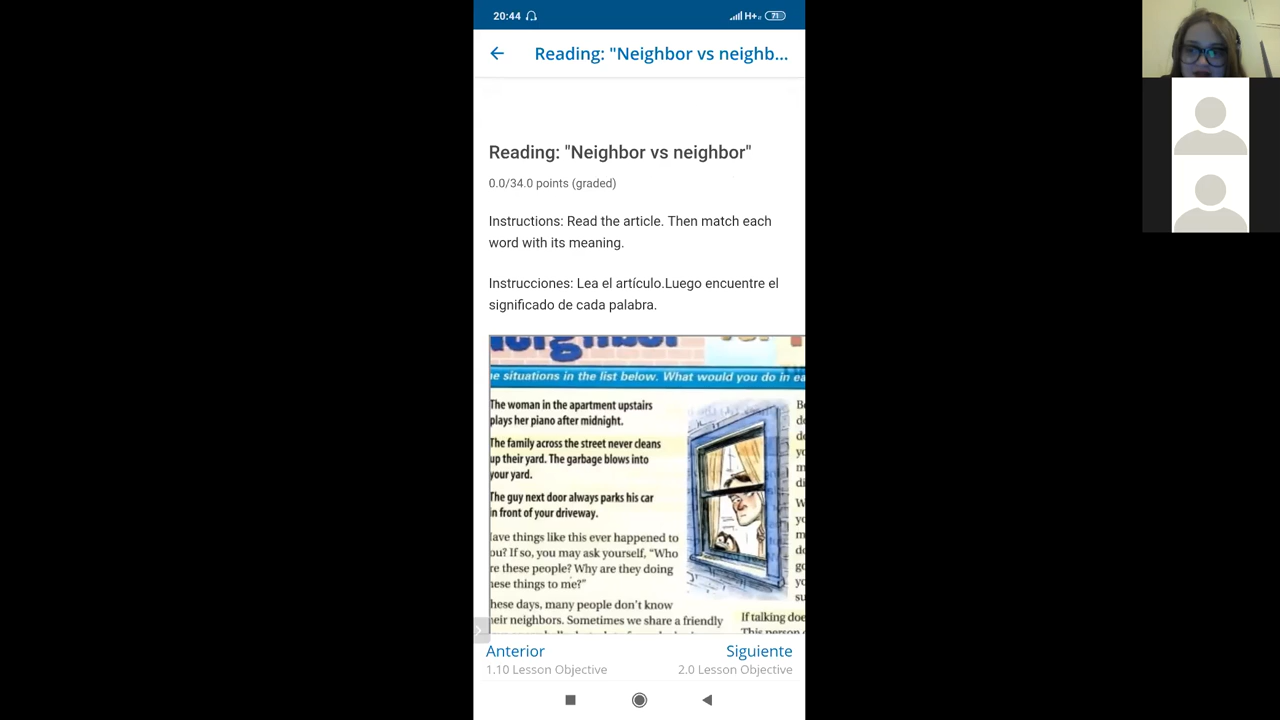 20:44
H+
71
Reading: "Neighbor vs neighb...
Reading: "Neighbor vs neighbor"
0.0/34.0 points (graded)
Instructions: Read the article. Then match each
word with its meaning.
Instrucciones: Lea el artículo.Luego encuentre el
significado de cada palabra.
situations in the list below. What would you do in
The woman in the apartment upstairs
plays her piano after midnight.
The family across the street never cleans
up their yard. The garbage blows into
your yard.
The guy next door always parks his car
in front of your driveway.
ave things like this ever happened to
ou? If so, you may ask yourself, “Who
re these people? Why are they doing
hese things to me?”
hese days, many people don’t know
eir neighbors. Sometimes we share a friendly
If talking doe
This person
Anterior
Siguiente
1.10 Lesson Objective
2.0 Lesson Objective